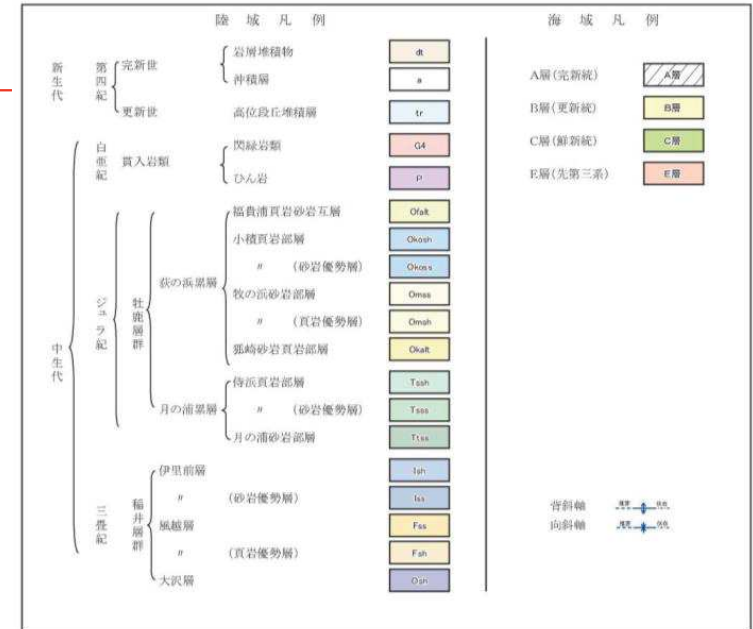 陸域凡例
新生代
第四紀
完新世
崖屑堆積物
dt
沖積層
a
更新世
高位段丘堆積層
tr
中生代
白亜紀
貫入岩類
閃緑岩類
G4
ひん岩
P
ジュラ紀
牡鹿層群
荻の浜累層
福貴浦頁岩砂岩互層
Ofalt
小積頁岩部層
Okosh
〃 (砂岩優勢層)
Okoss
牧の浜砂岩部層
Omss
〃 (頁岩優勢層)
Omsh
狐崎砂岩頁岩部層
Okalt
月の浦累層
侍浜頁岩部層
Tssh
〃 (砂岩優勢層)
Tsss
月の浦砂岩部層
Ttss
三畳紀
稲井層群
伊里前層
Ish
〃 (砂岩優勢層)
Iss
風越層
Fss
〃 (頁岩優勢層)
Fsh
大沢層
Osh
海域凡例
A層(完新統) A層
B層(更新統) B層
C層(鮮新統) C層
E層(先第三系) E層
背斜軸
向斜軸